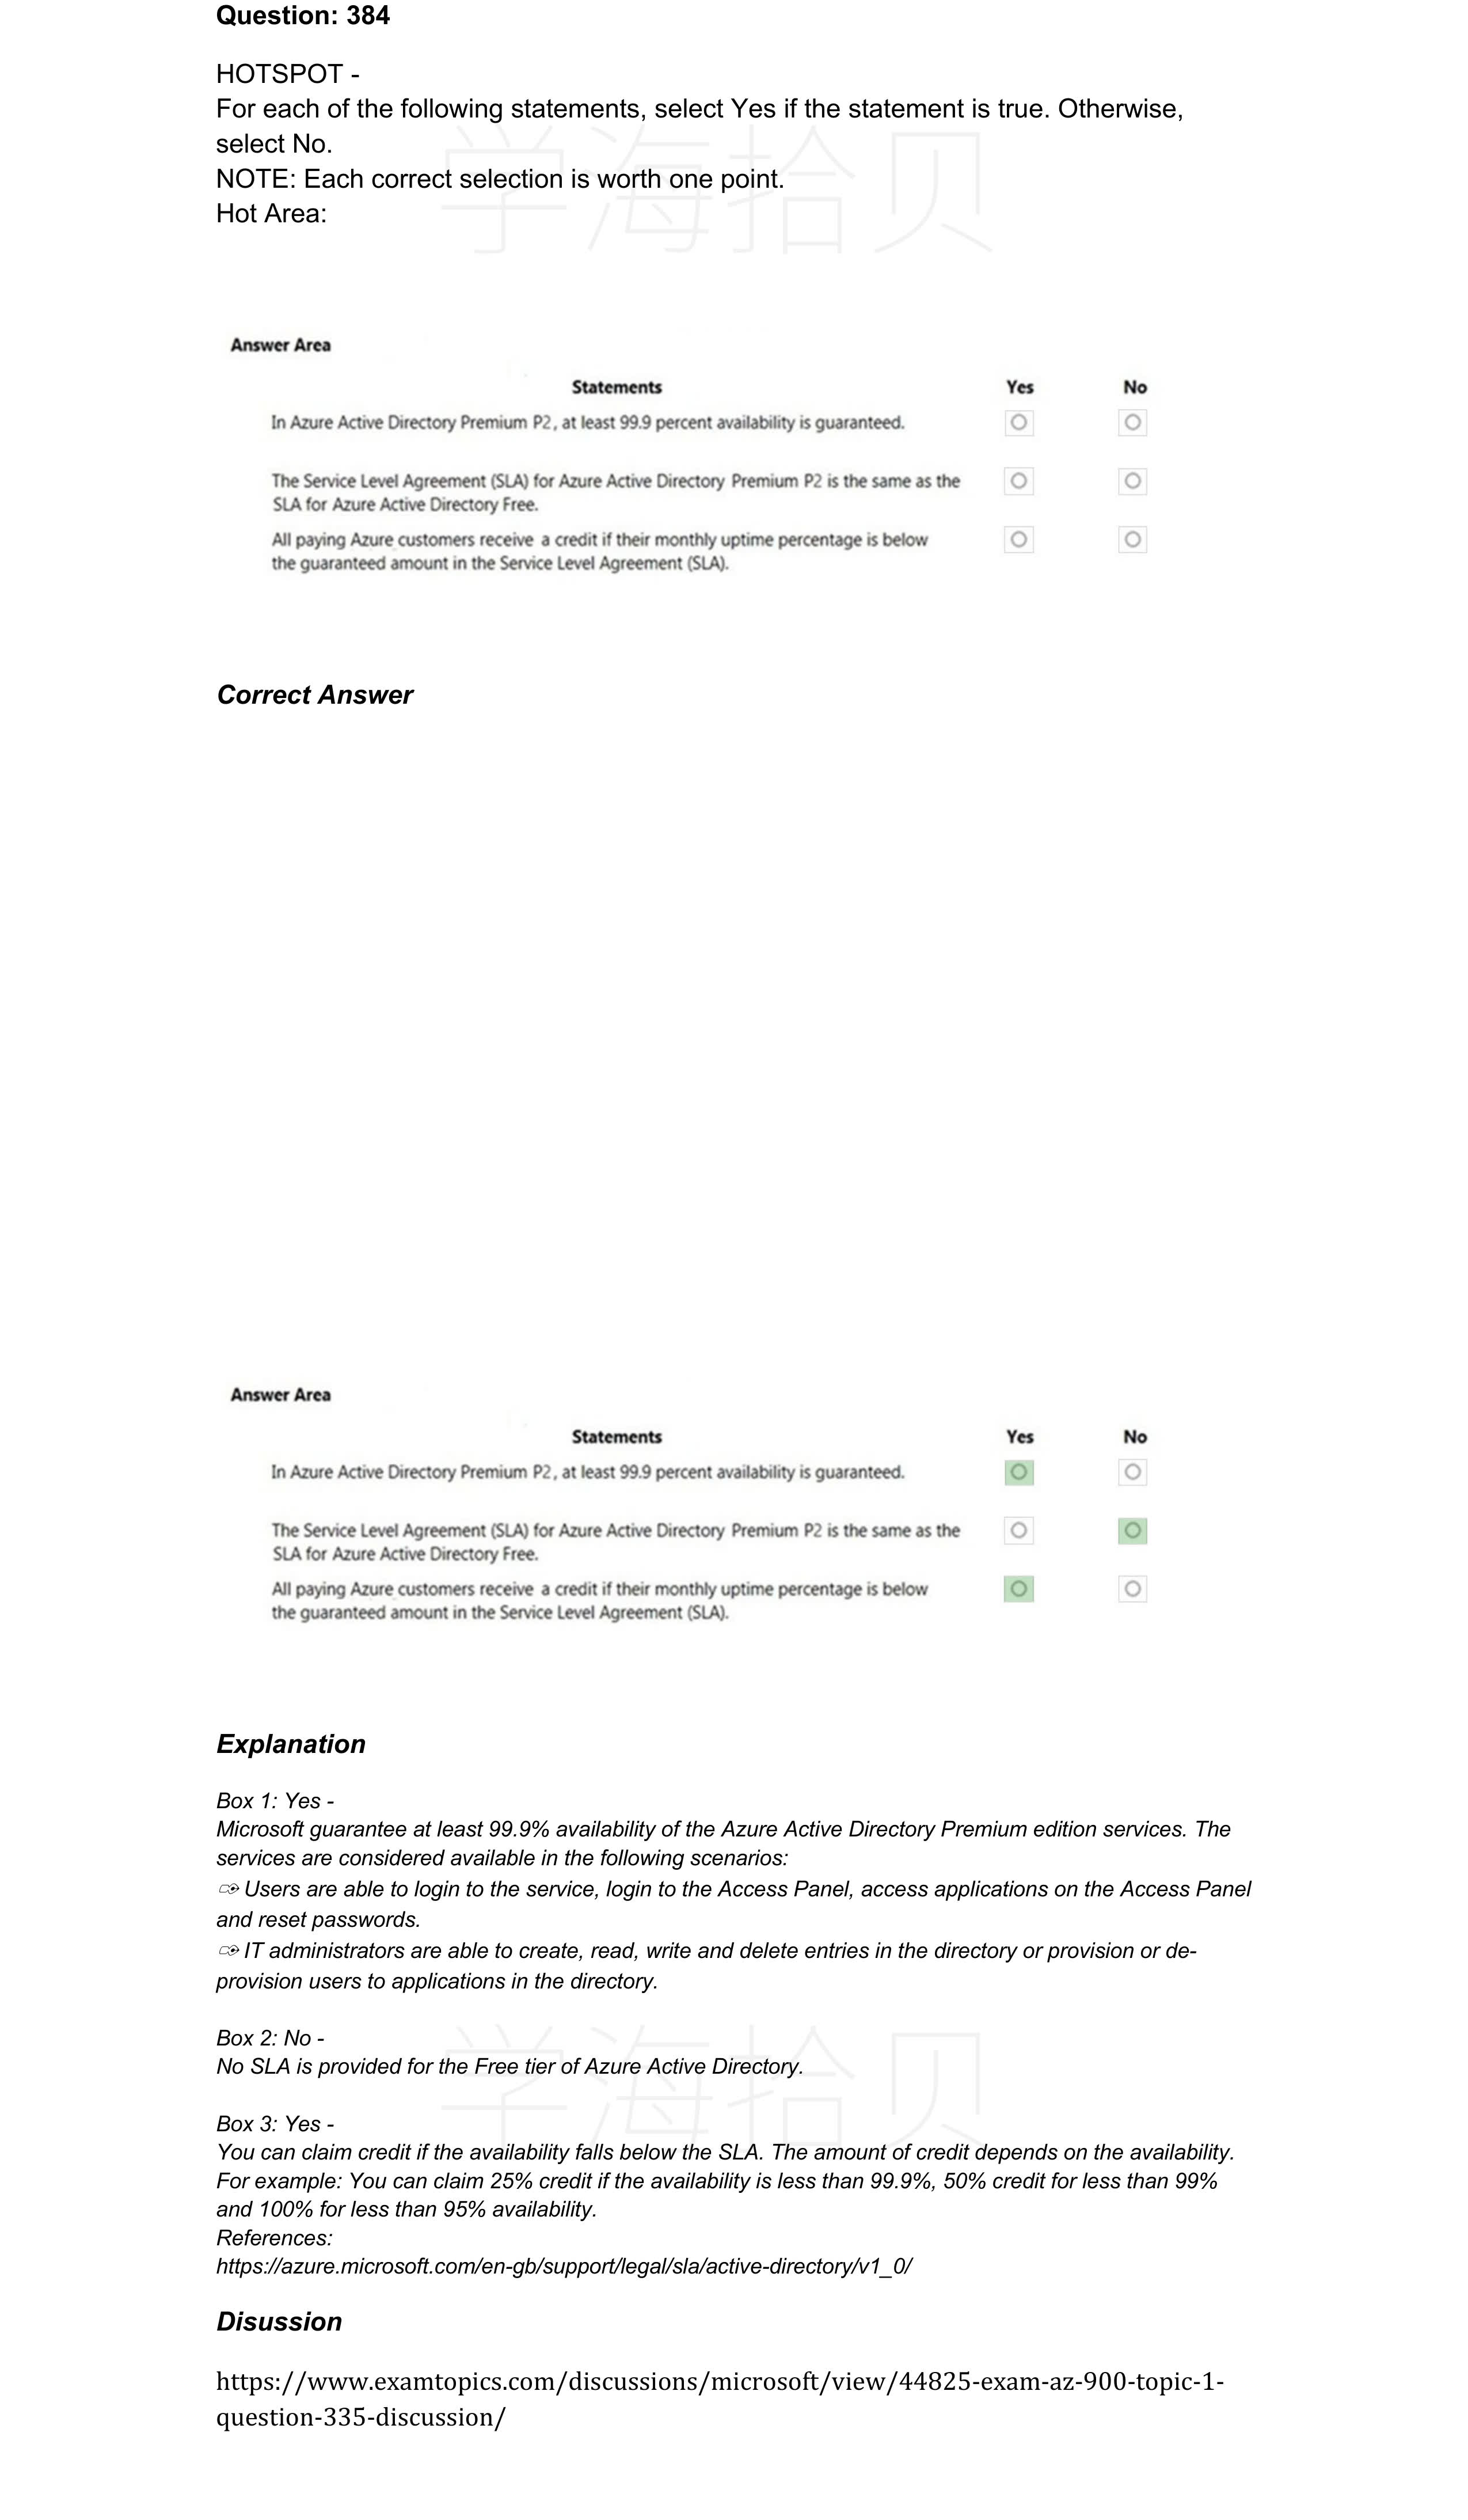 Question: 384
HOTSPOT -
For each of the following statements, select Yes if the statement is true. Otherwise,
select No.
NOTE: Each correct selection is worth one point.
Hot Area:
学海拾贝
Answer Area
Statements Yes No
In Azure Active Directory Premium P2, at least 99.9 percent availability is guaranteed.
The Service Level Agreement (SLA) for Azure Active Directory Premium P2 is the same as the
SLA for Azure Active Directory Free.
All paying Azure customers receive a credit if their monthly uptime percentage is below
the guaranteed amount in the Service Level Agreement (SLA).
Correct Answer
Answer Area
Statements Yes No
In Azure Active Directory Premium P2, at least 99.9 percent availability is guaranteed.
The Service Level Agreement (SLA) for Azure Active Directory Premium P2 is the same as the
SLA for Azure Active Directory Free.
All paying Azure customers receive a credit if their monthly uptime percentage is below
the guaranteed amount in the Service Level Agreement (SLA).
Explanation
Box 1: Yes -
Microsoft guarantee at least 99.9% availability of the Azure Active Directory Premium edition services. The
services are considered available in the following scenarios:
Users are able to login to the service, login to the Access Panel, access applications on the Access Panel
and reset passwords.
IT administrators are able to create, read, write and delete entries in the directory or provision or de-
provision users to applications in the directory.
Box 2: No -
No SLA is provided for the Free tier of Azure Active Directory.
学海拾贝
Box 3: Yes -
You can claim credit if the availability falls below the SLA. The amount of credit depends on the availability.
For example: You can claim 25% credit if the availability is less than 99.9%, 50% credit for less than 99%
and 100% for less than 95% availability.
References:
https://azure.microsoft.com/en-gb/support/legal/sla/active-directory/v1_0/
Disussion
https://www.examtopics.com/discussions/microsoft/view/44825-exam-az-900-topic-1-
question-335-discussion/